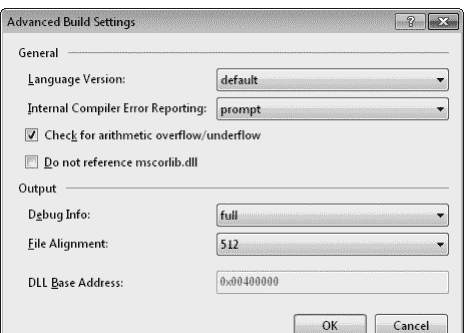 Advanced Build Settings
General
Language Version: default
Internal Compiler Error Reporting: prompt
Check for arithmetic overflow/underflow
Do not reference mscorlib.dll
Output
Debug Info: full
File Alignment: 512
DLL Base Address: 0x00400000
OK Cancel